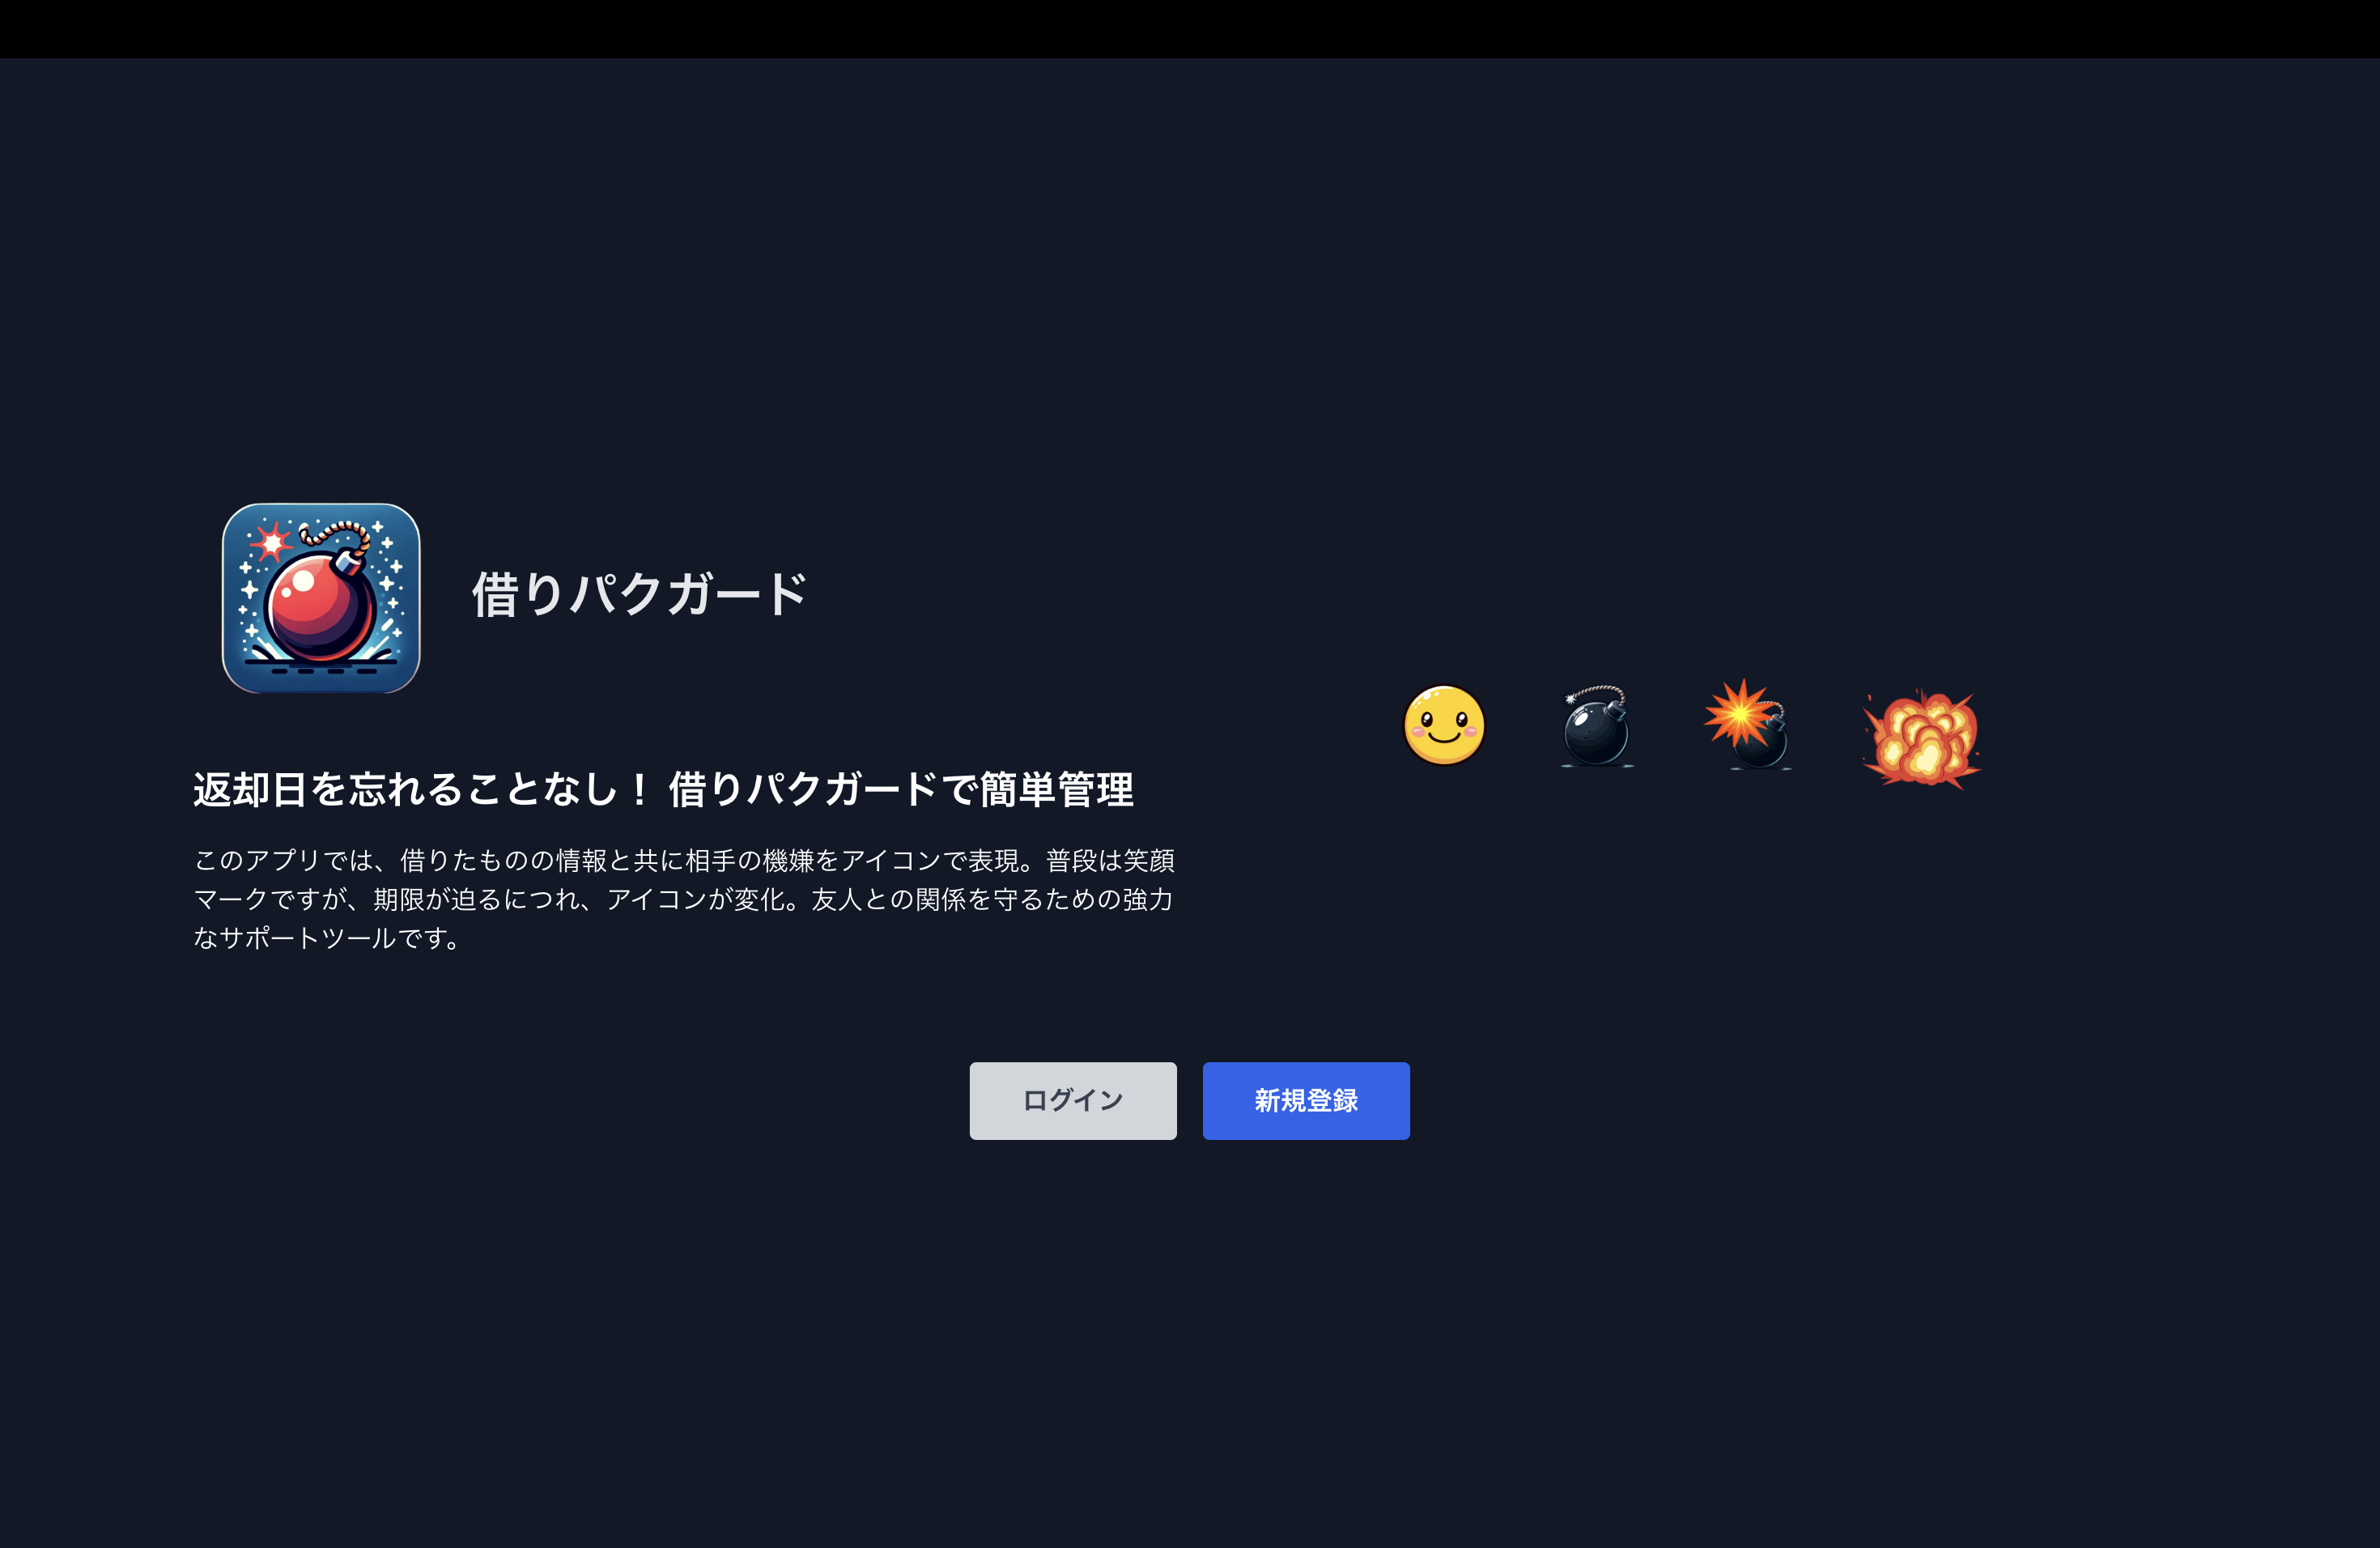 借りパクガード
返却日を忘れることなし！ 借りパクガードで簡単管理
このアプリでは、借りたものの情報と共に相手の機嫌をアイコンで表現。普段は笑顔
マークですが、期限が迫るにつれ、アイコンが変化。友人との関係を守るための強力
なサポートツールです。
ログイン
新規登録